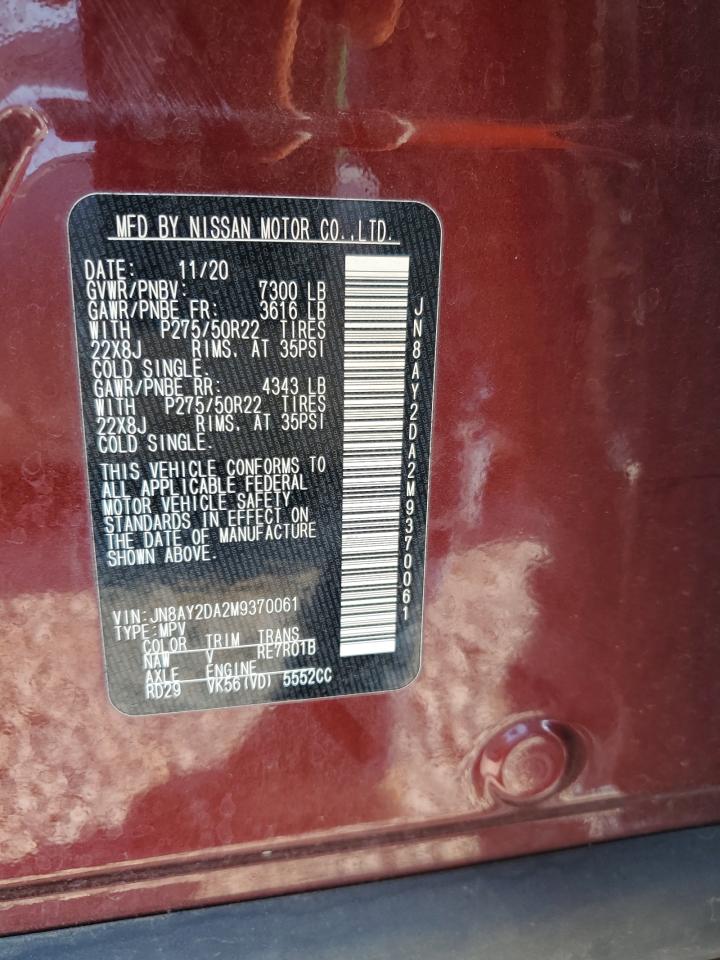 MFD BY NISSAN MOTOR CO.,LTD.
DATE: 11/20
GVWR/PNBV: 7300 LB
GAWR/PNBE FR: 3616 LB
WITH P275/50R22 TIRES
22X8J RIMS. AT 35PSI
COLD SINGLE.
GAWR/PNBE RR: 4343 LB
WITH P275/50R22 TIRES
22X8J RIMS. AT 35PSI
COLD SINGLE.
THIS VEHICLE CONFORMS TO
ALL APPLICABLE FEDERAL
MOTOR VEHICLE SAFETY
STANDARDS IN EFFECT ON
THE DATE OF MANUFACTURE
SHOWN ABOVE.
VIN:JN8AY2DA2M9370061
TYPE:MPV
COLOR TRIM TRANS
NAW V RE7R01B
AXLE ENGINE
RD29 VK56(VD) 5552CC
JN8AY2DA2M9370061